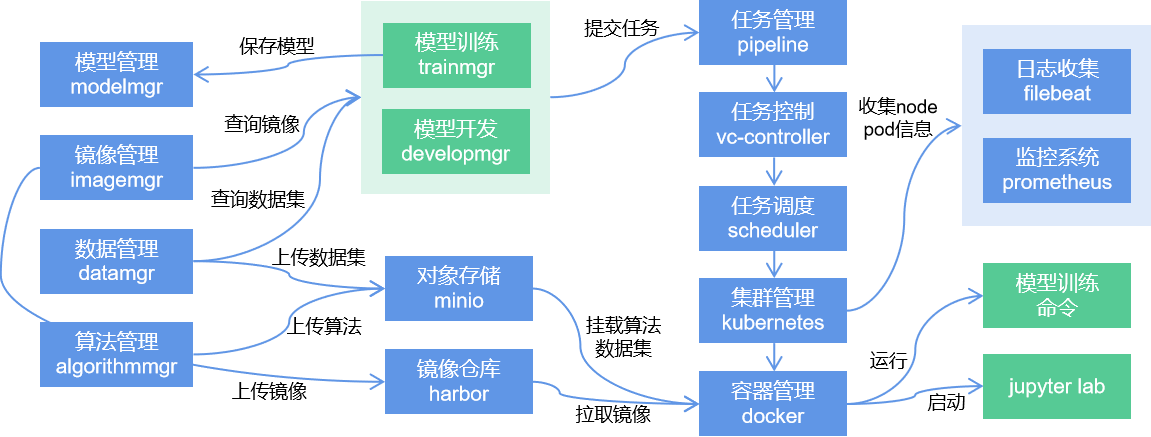 模型管理
modelmgr
保存模型
模型训练
trainmgr
模型开发
developmgr
提交任务
任务管理
pipeline
任务控制
vc-controller
任务调度
scheduler
集群管理
kubernetes
容器管理
docker
收集node
pod信息
日志收集
filebeat
监控系统
prometheus
镜像管理
imagemgr
查询镜像
查询数据集
数据管理
datamgr
上传数据集
对象存储
minio
算法管理
algorithmmgr
上传算法
上传镜像
镜像仓库
harbor
挂载算法
数据集
拉取镜像
运行
模型训练
命令
启动
jupyter lab